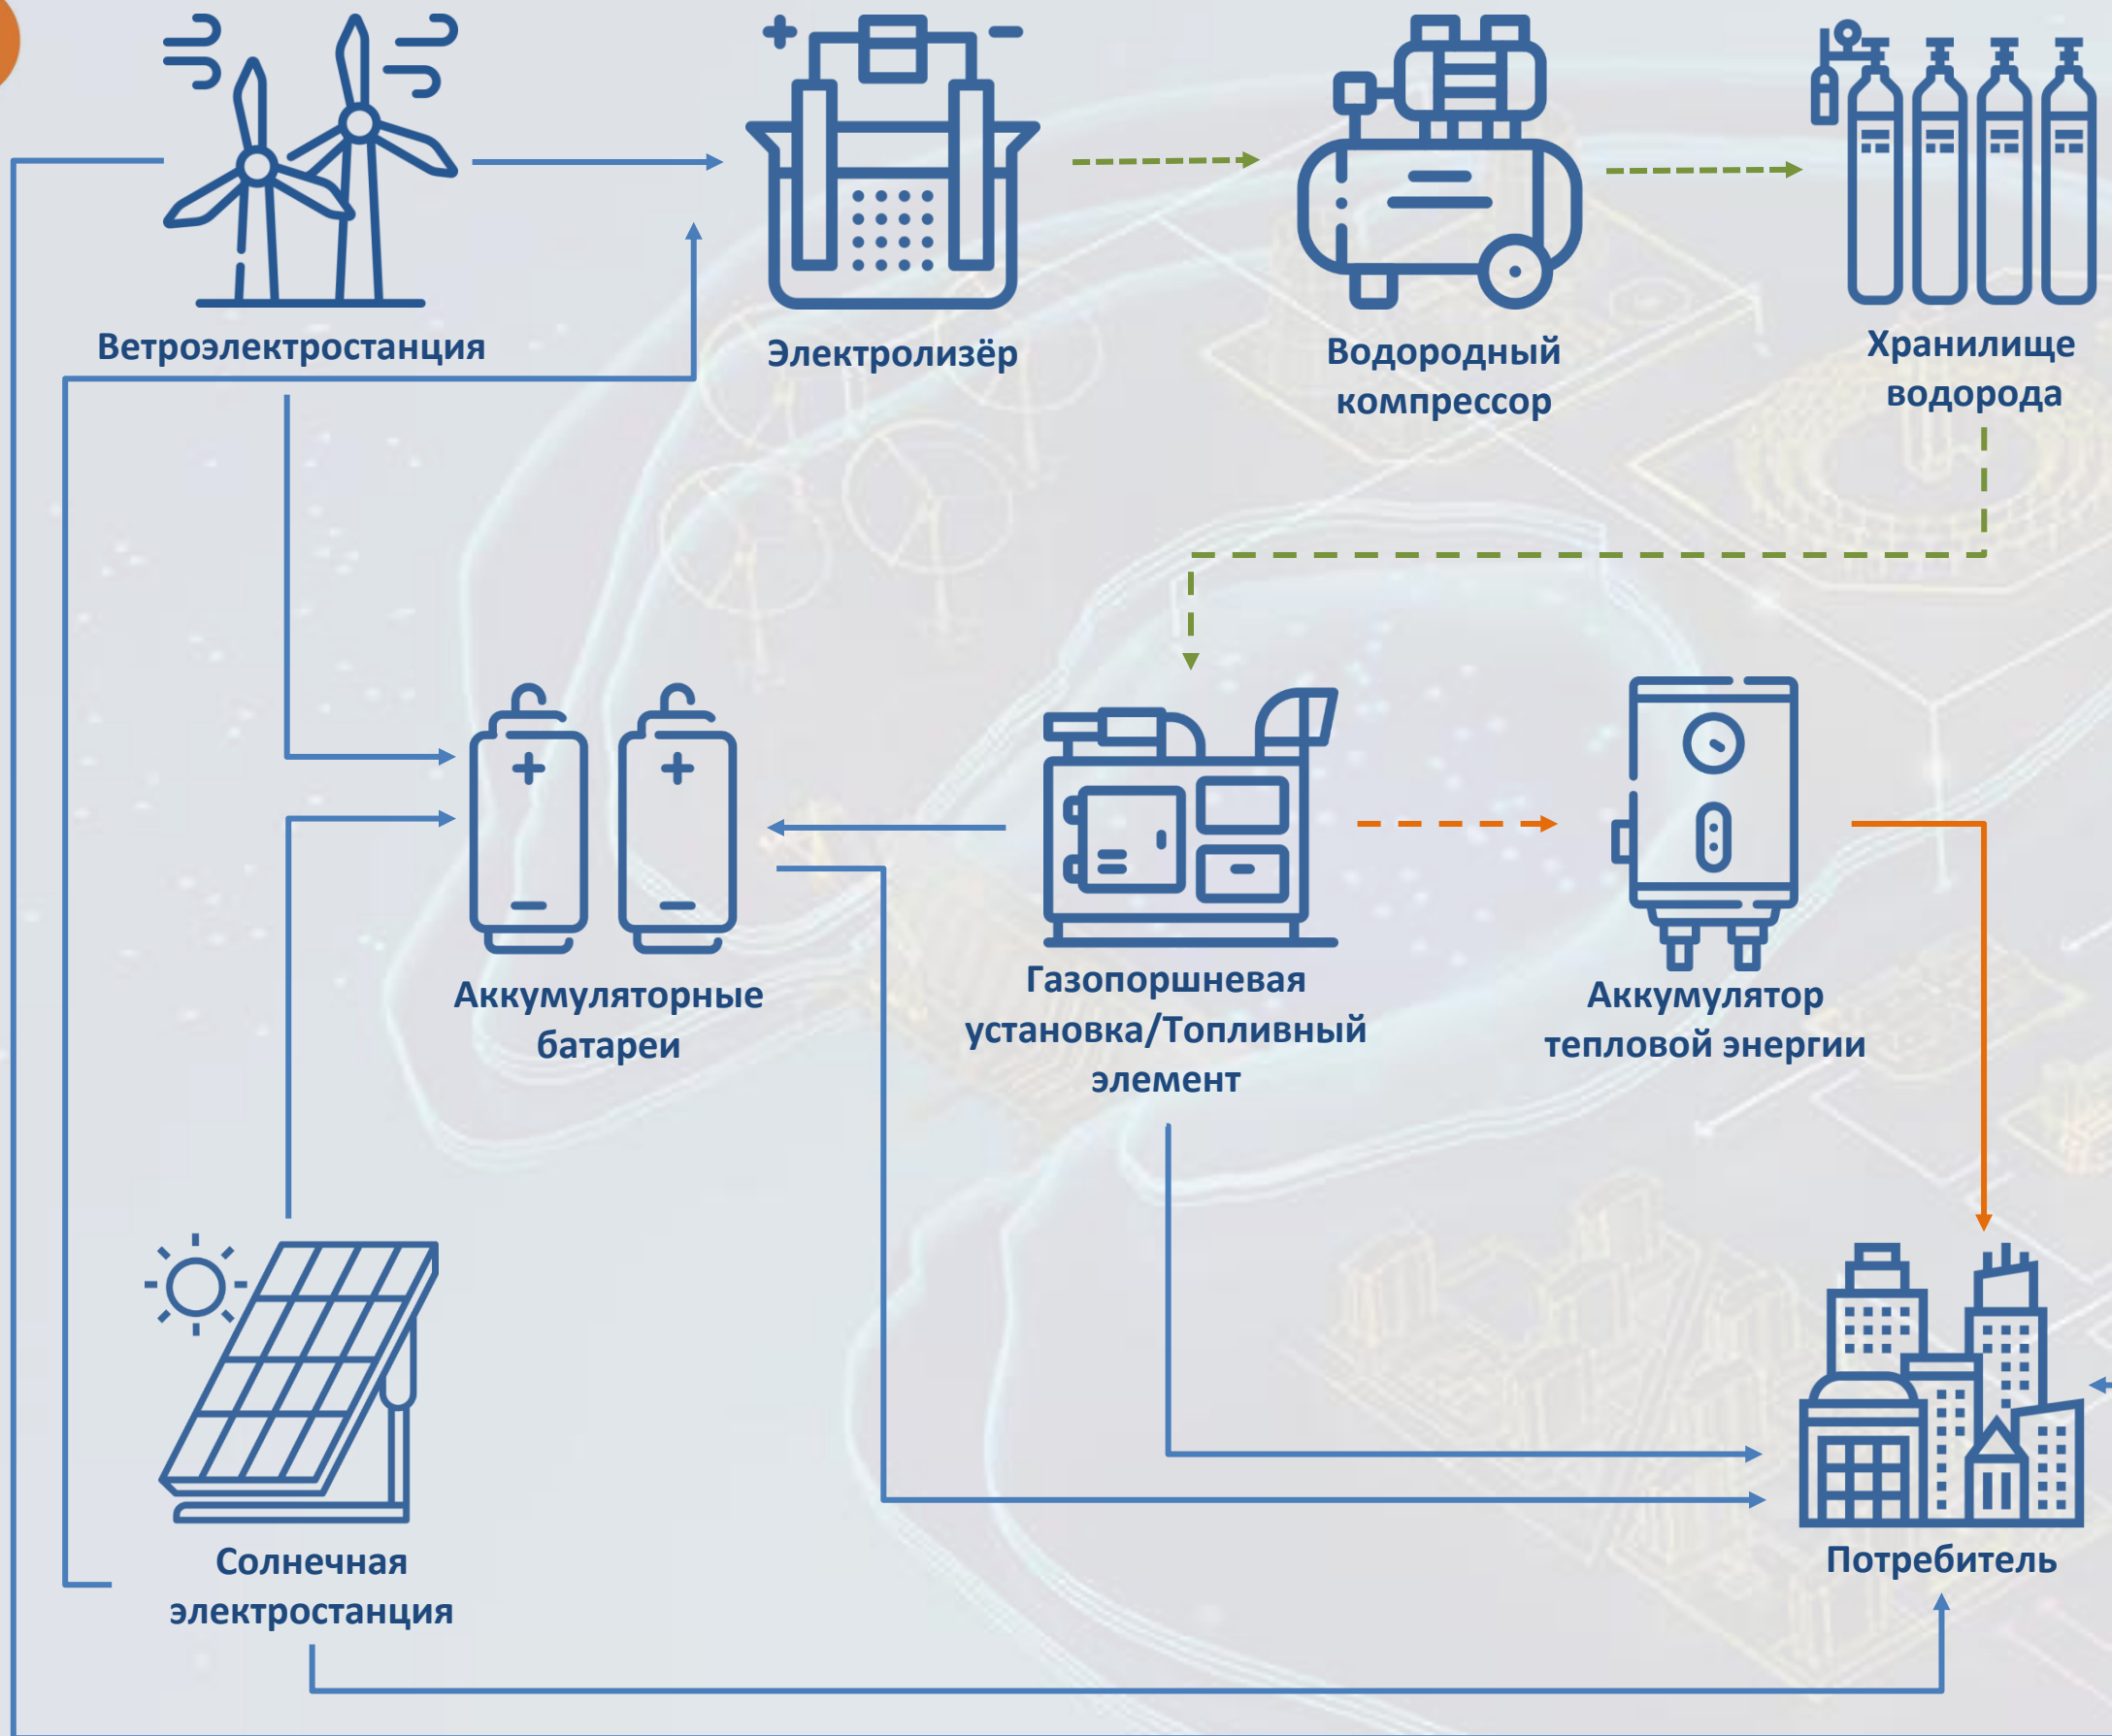 Ветроэлектростанция
Электролизёр
Водородный
компрессор
Хранилище
водорода
Аккумуляторные
батареи
Газопоршневая
установка/Топливный
элемент
Аккумулятор
тепловой энергии
Солнечная
электростанция
Потребитель